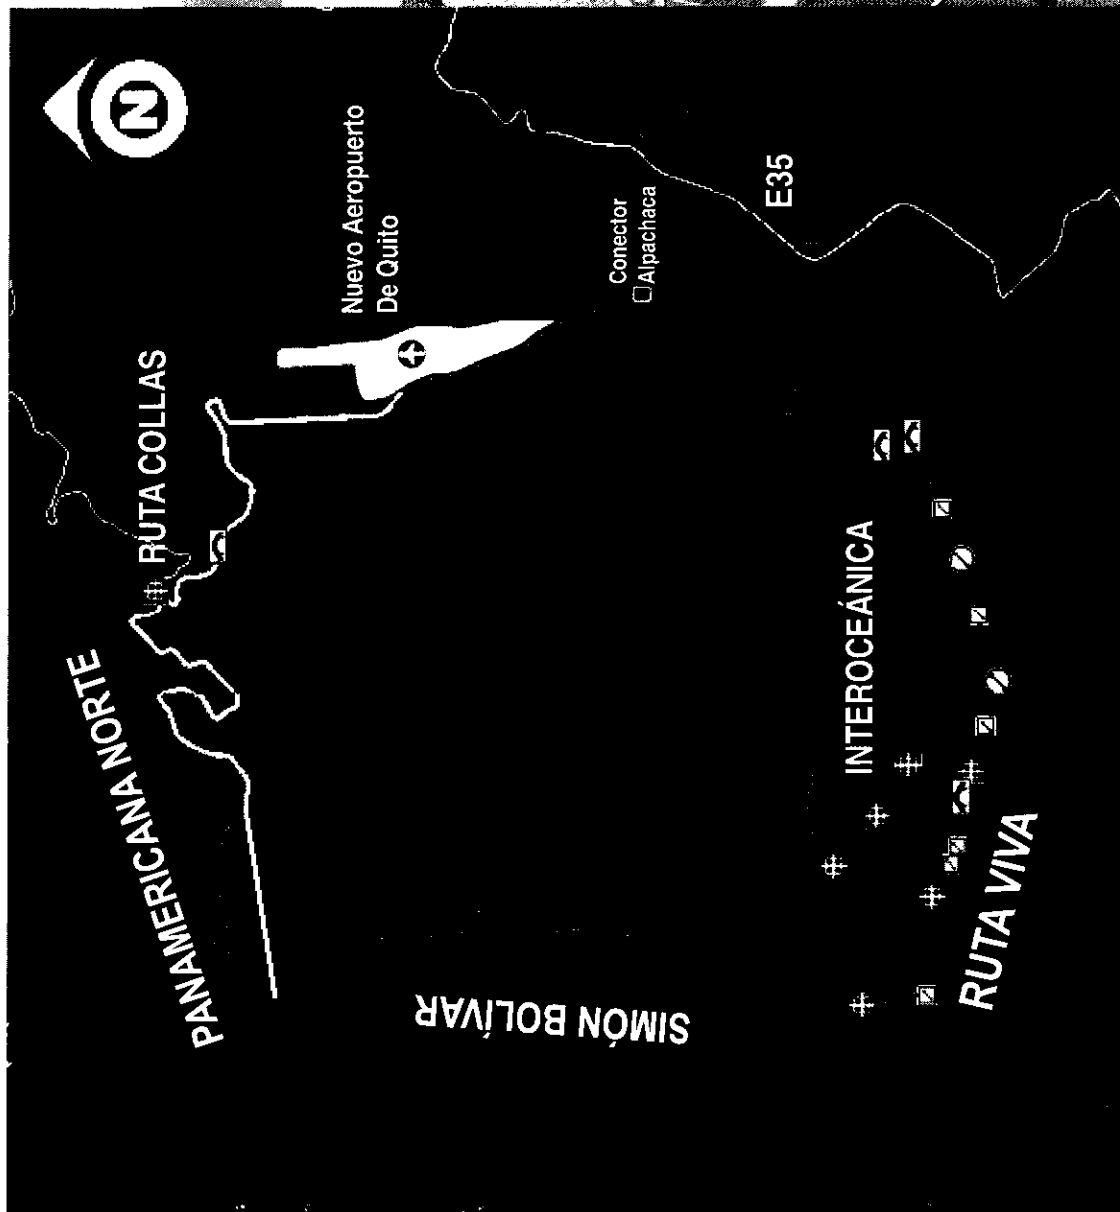 N
PANAMERICANA NORTE
RUTA COLLAS
Nuevo Aeropuerto
De Quito
SIMÓN BOLÍVAR
Conector
Alpachaca
E35
INTEROCEÁNICA
RUTA VIVA